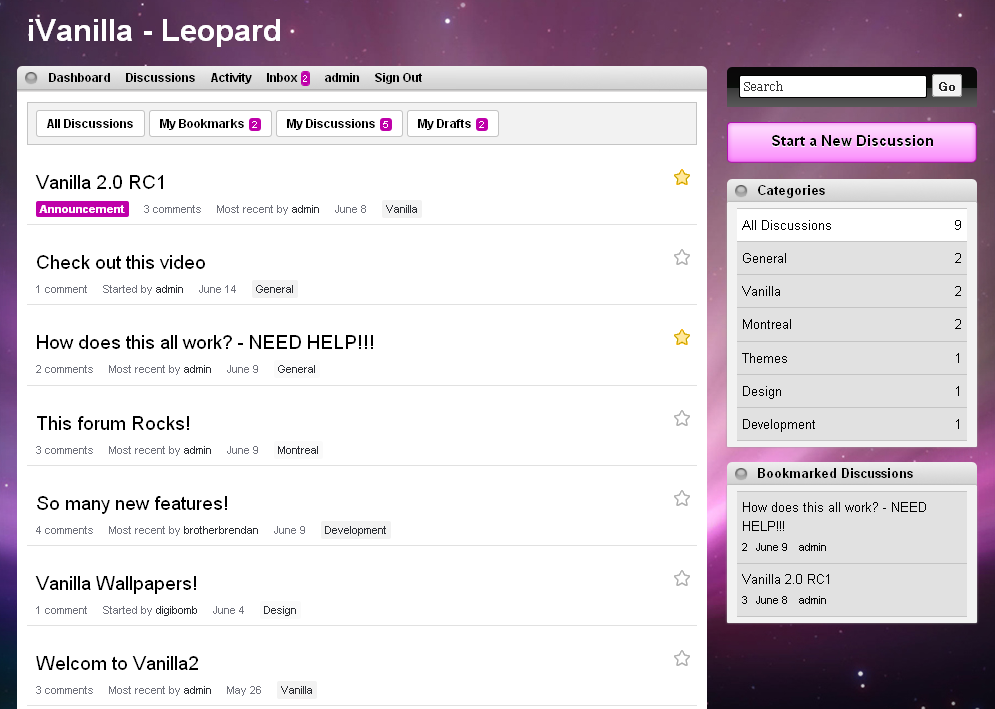 iVanilla - Leopard
Dashboard Discussions Activity Inbox 2 admin Sign Out
All Discussions My Bookmarks 2 My Discussions 5 My Drafts 2
Vanilla 2.0 RC1
Announcement 3 comments Most recent by admin June 8 Vanilla
Check out this video
1 comment Started by admin June 14 General
How does this all work? - NEED HELP!!!
2 comments Most recent by admin June 9 General
This forum Rocks!
3 comments Most recent by admin June 9 Montreal
So many new features!
4 comments Most recent by brotherbrendan June 9 Development
Vanilla Wallpapers!
1 comment Started by digibomb June 4 Design
Welcom to Vanilla2
3 comments Most recent by admin May 26 Vanilla
Search Go
Start a New Discussion
Categories
All Discussions 9
General 2
Vanilla 2
Montreal 2
Themes 1
Design 1
Development 1
Bookmarked Discussions
How does this all work? - NEED
HELP!!!
2 June 9 admin
Vanilla 2.0 RC1
3 June 8 admin